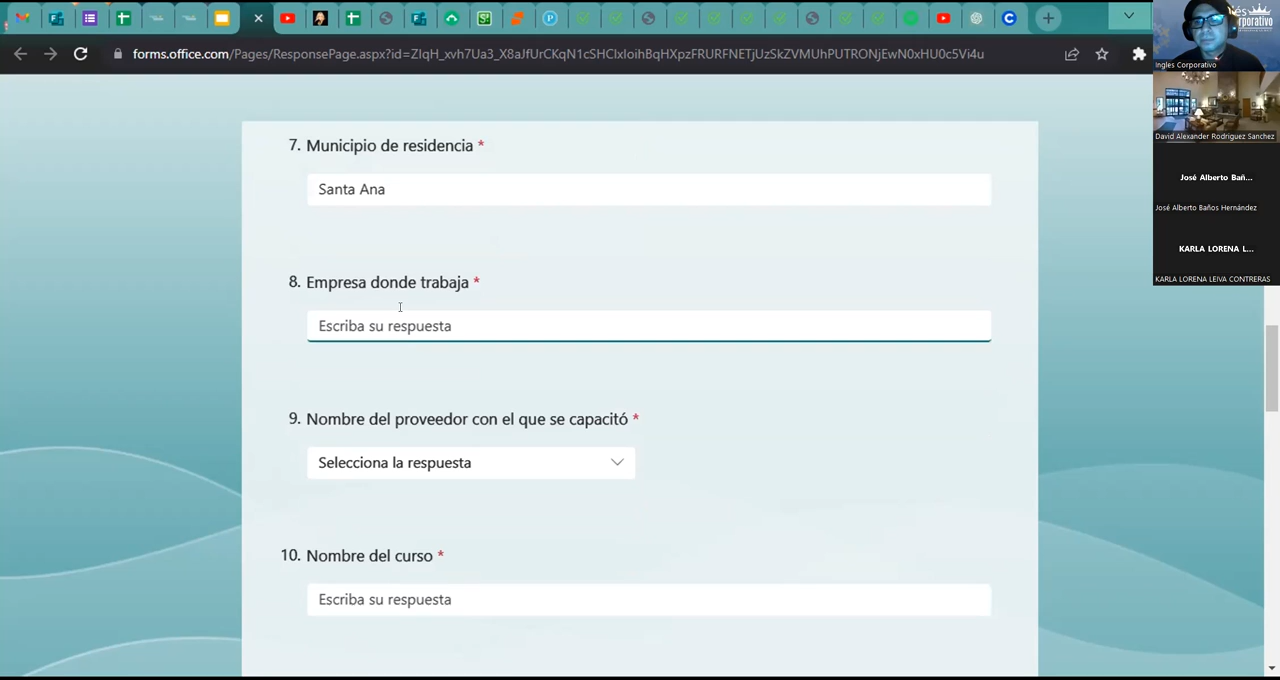 forms.office.com/Pages/ResponsePage.aspx?id=ZIqH_xvh7Ua3_X8aJfUrCKqN1cSHCIxIoihBqHXpzFRURFNETjUzSkZVMUhPUTRONjEwN0xHU0c5Vi4u
7. Municipio de residencia *
Santa Ana
8. Empresa donde trabaja *
Escriba su respuesta
9. Nombre del proveedor con el que se capacitó *
Selecciona la respuesta
10. Nombre del curso *
Escriba su respuesta
Ingles Corporativo
David Alexander Rodriguez Sanchez
José Alberto Bañ...
José Alberto Baños Hernández
KARLA LORENA L...
KARLA LORENA LEIVA CONTRERAS